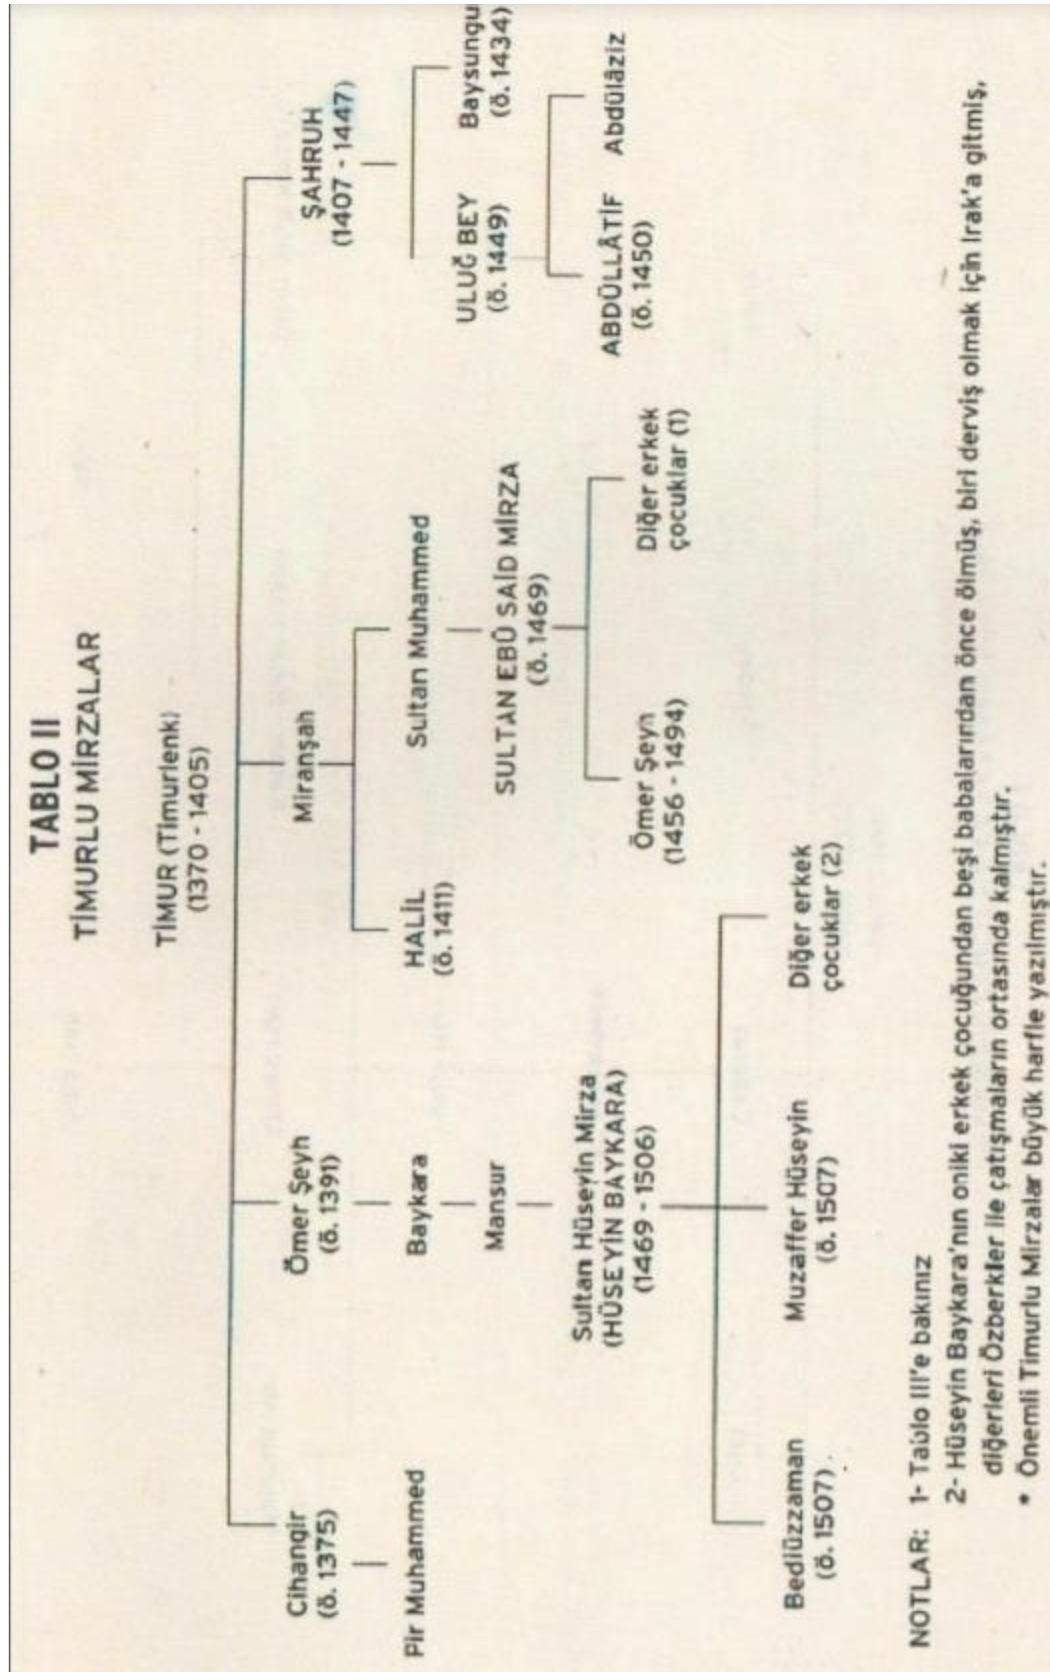 TABLO II
TİMURLU MİRZALAR
TİMUR (Timurlenk)
(1370 - 1405)
Cihangir
(ö. 1375)
Ömer Şeyh
(ö. 1391)
Miranşah
ŞAHRUH
(1407 - 1447)
Pir Muhammed
Baykara
HALİL
(ö. 1411)
Sultan Muhammed
ULUĞ BEY
(ö. 1449)
Baysungu
(ö. 1434)
Mansur
SULTAN EBÛ SAİD MİRZA
(ö. 1469)
ABDÜLLÂTİF
(ö. 1450)
Abdülâziz
Sultan Hüseyin Mirza
(HÜSEYİN BAYKARA)
(1469 - 1506)
Ömer Şeyh
(1456 - 1494)
Diğer erkek
çocuklar (1)
Bediüzzaman
(ö. 1507)
Muzaffer Hüseyin
(ö. 1507)
Diğer erkek
çocuklar (2)
NOTLAR: 1- Tablo III'e bakınız
2- Hüseyin Baykara'nın oniki erkek çocuğundan beşi babalarından önce ölmüş, biri derviş olmak için Irak'a gitmiş,
diğerleri Özberkler ile çatışmaların ortasında kalmıştır.
* Önemli Timurlu Mirzalar büyük harfle yazılmıştır.